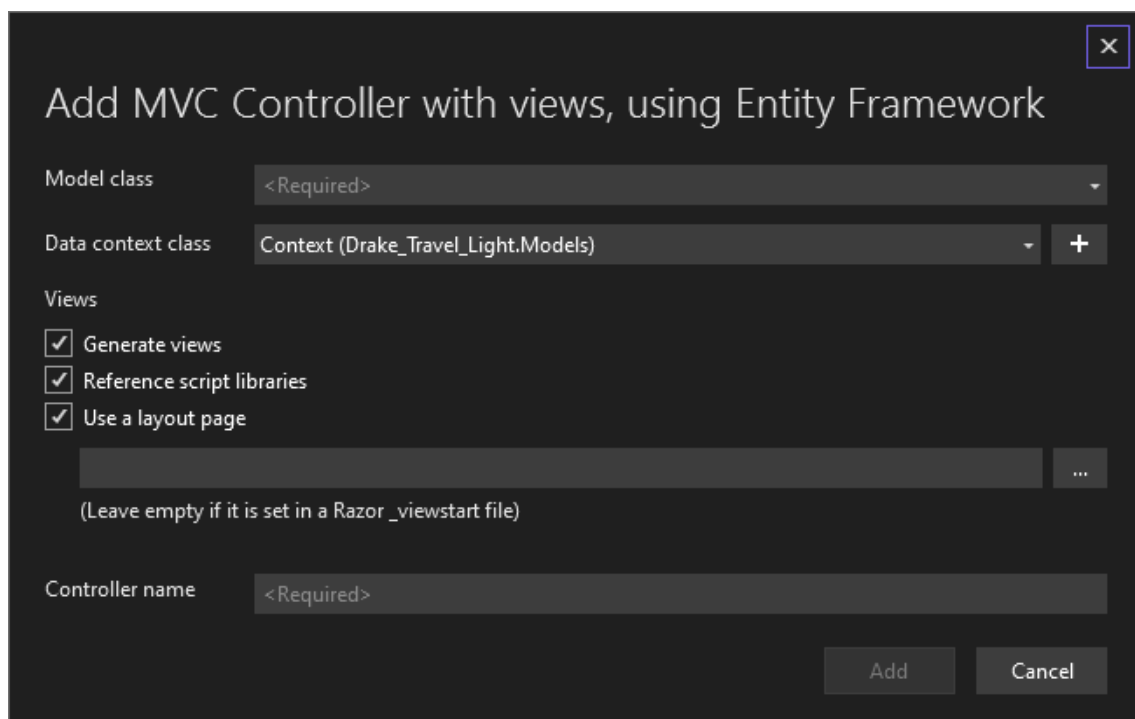 Add MVC Controller with views, using Entity Framework
Model class <Required>
Data context class Context (Drake_Travel_Light.Models) +
Views
Generate views
Reference script libraries
Use a layout page
...
(Leave empty if it is set in a Razor _viewstart file)
Controller name <Required>
Add Cancel